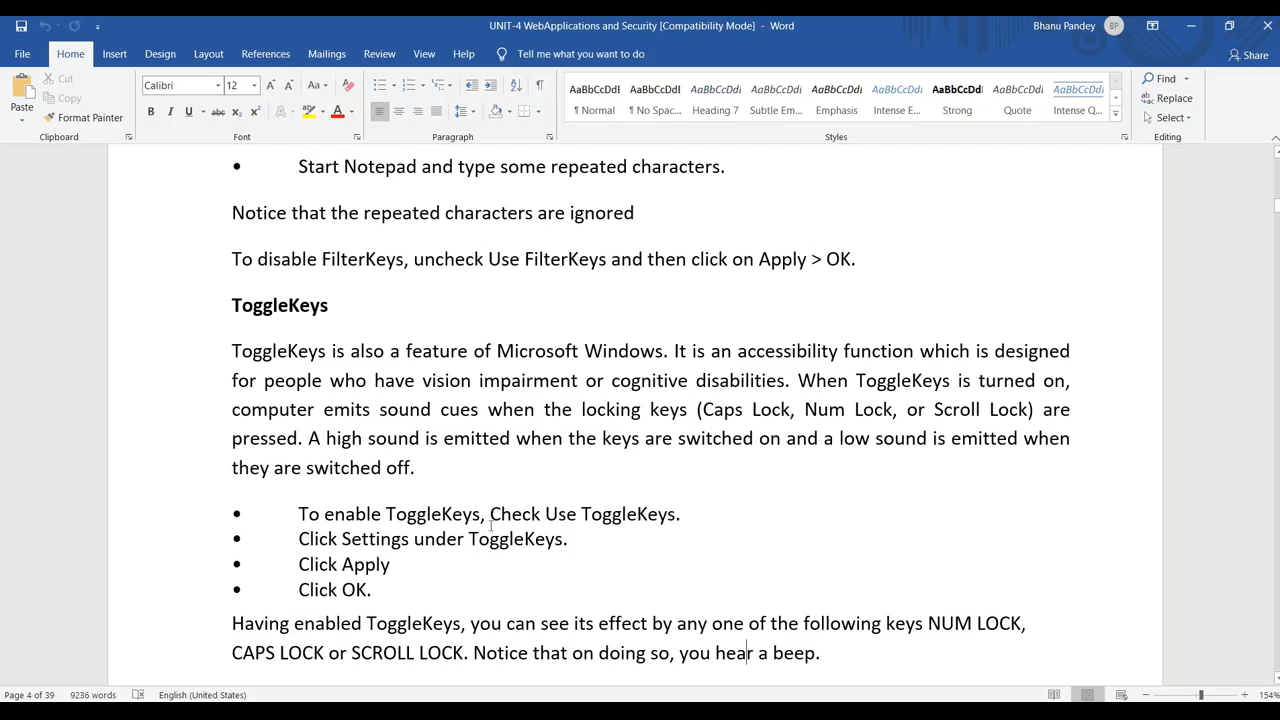 UNIT-4 WebApplications and Security [Compatibility Mode] - Word
Bhanu Pandey BP
File Home Insert Design Layout References Mailings Review View Help Tell me what you want to do Share
Paste Cut Copy Format Painter
Calibri 12
AaBbCcDdE AaBbCcDdE AaBbCcDdI AaBbCcDdI AaBbCcDdI AaBbCcDdI AaBbCcDdI AaBbCcDdI AaBbCcDdI
¶ Normal ¶ No Spac... Heading 7 Subtle Em... Emphasis Intense E... Strong Quote Intense Q...
Find Replace Select
Clipboard Font Paragraph Styles Editing
• Start Notepad and type some repeated characters.
Notice that the repeated characters are ignored
To disable FilterKeys, uncheck Use FilterKeys and then click on Apply > OK.
ToggleKeys
ToggleKeys is also a feature of Microsoft Windows. It is an accessibility function which is designed
for people who have vision impairment or cognitive disabilities. When ToggleKeys is turned on,
computer emits sound cues when the locking keys (Caps Lock, Num Lock, or Scroll Lock) are
pressed. A high sound is emitted when the keys are switched on and a low sound is emitted when
they are switched off.
• To enable ToggleKeys, Check Use ToggleKeys.
• Click Settings under ToggleKeys.
• Click Apply
• Click OK.
Having enabled ToggleKeys, you can see its effect by any one of the following keys NUM LOCK,
CAPS LOCK or SCROLL LOCK. Notice that on doing so, you hear a beep.
Page 4 of 39 9236 words English (United States) 154%